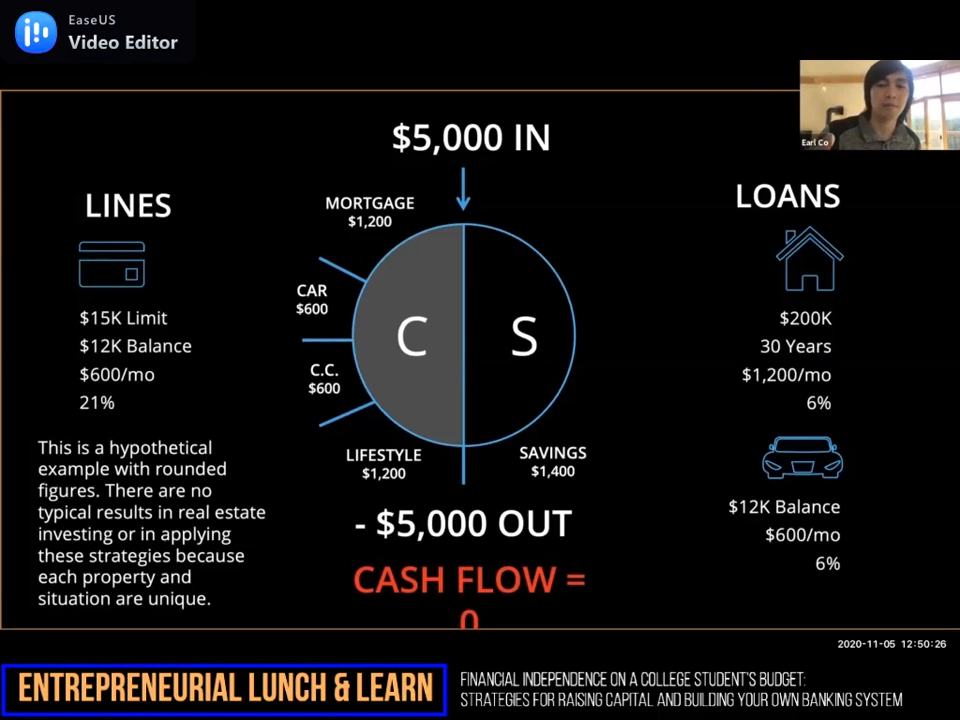 EaseUS
Video Editor
Earl Co
$5,000 IN
LINES
$15K Limit
$12K Balance
$600/mo
21%
This is a hypothetical
example with rounded
figures. There are no
typical results in real estate
investing or in applying
these strategies because
each property and
situation are unique.
MORTGAGE
$1,200
CAR
$600
C.C.
$600
LIFESTYLE
$1,200
C
S
SAVINGS
$1,400
- $5,000 OUT
CASH FLOW =
0
LOANS
$200K
30 Years
$1,200/mo
6%
$12K Balance
$600/mo
6%
2020-11-05 12:50:26
ENTREPRENEURIAL LUNCH & LEARN
FINANCIAL INDEPENDENCE ON A COLLEGE STUDENT'S BUDGET:
STRATEGIES FOR RAISING CAPITAL AND BUILDING YOUR OWN BANKING SYSTEM